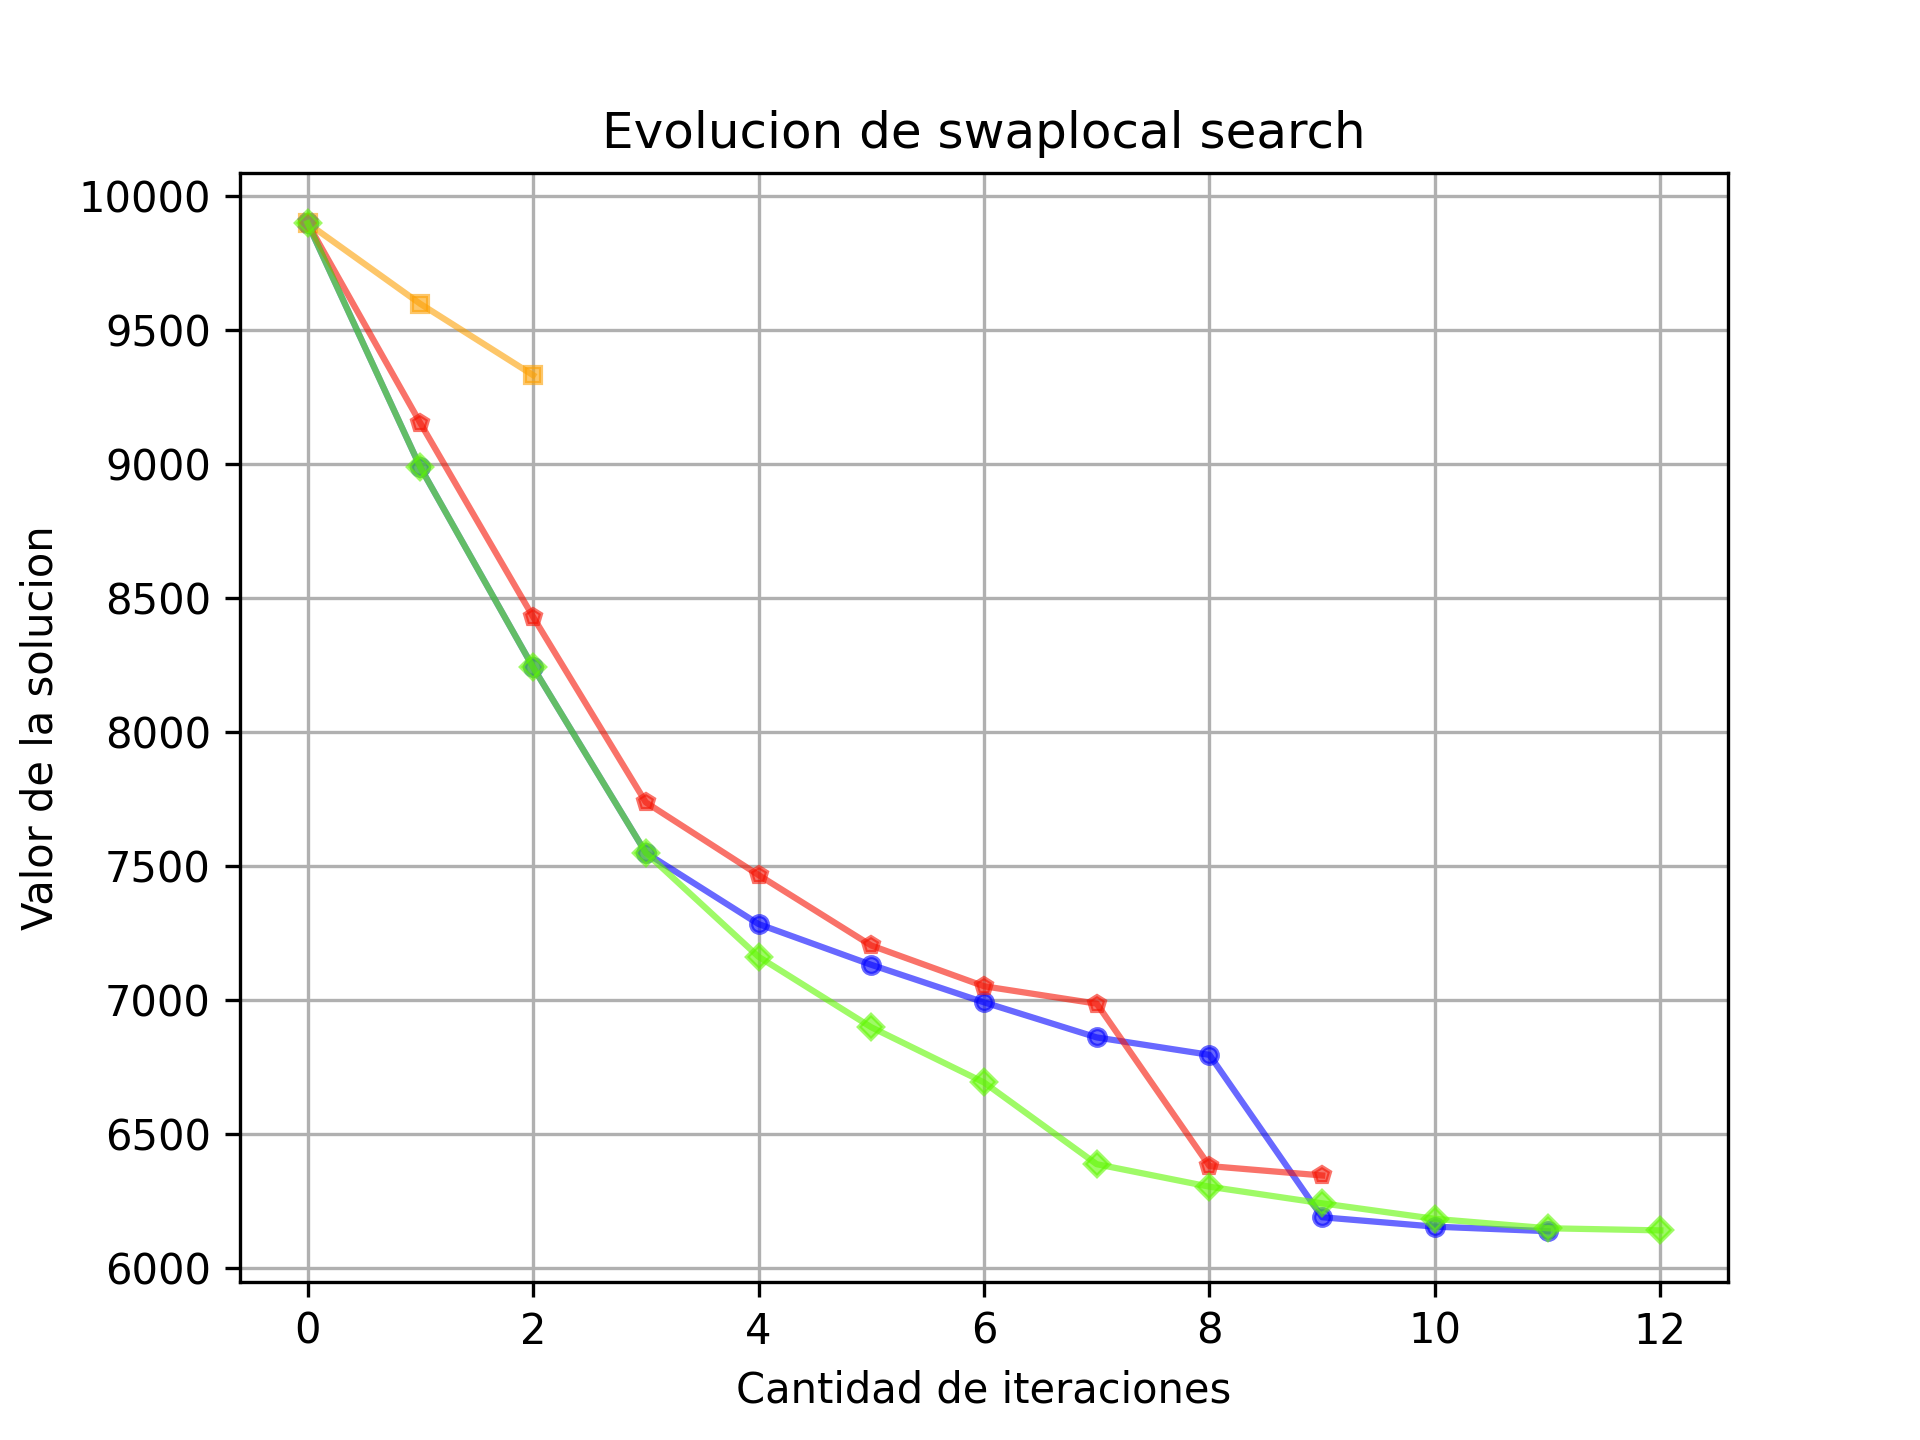 Evolucion de swaplocal search
Valor de la solucion
10000
9500
9000
8500
8000
7500
7000
6500
6000
0 2 4 6 8 10 12
Cantidad de iteraciones